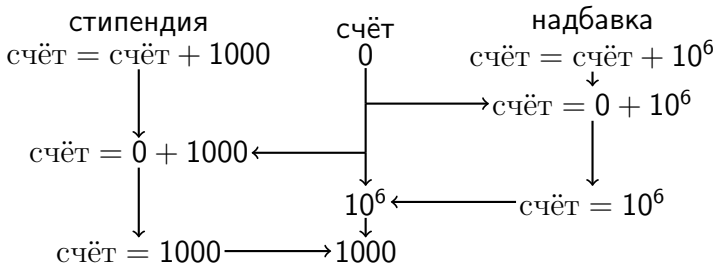 стипендия счёт надбавка
счёт = счёт + 1000 0 счёт = счёт + 10⁶
счёт = 0 + 10⁶
счёт = 0 + 1000
10⁶ счёт = 10⁶
счёт = 1000 1000